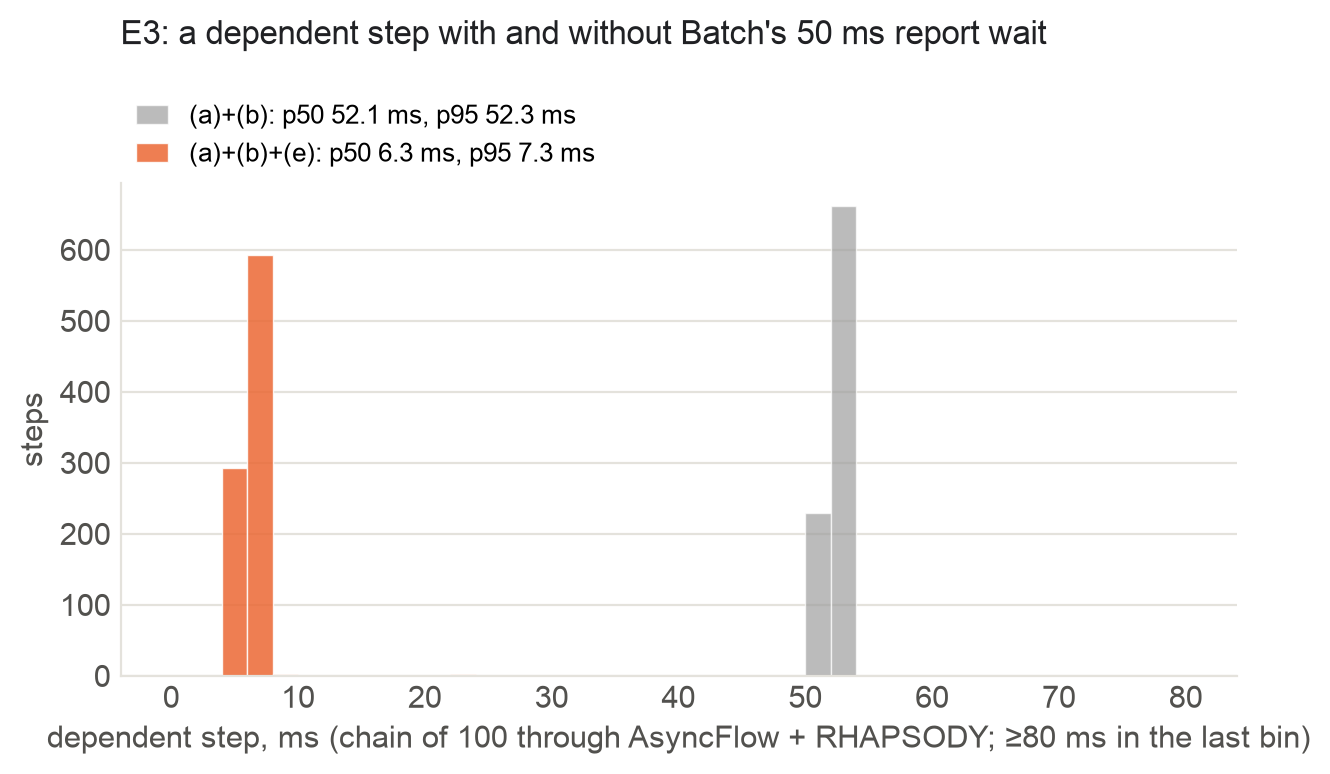 E3: a dependent step with and without Batch's 50 ms report wait
(a)+(b): p50 52.1 ms, p95 52.3 ms
(a)+(b)+(e): p50 6.3 ms, p95 7.3 ms
600
500
400
300
200
100
0
steps
0 10 20 30 40 50 60 70 80
dependent step, ms (chain of 100 through AsyncFlow + RHAPSODY; ≥80 ms in the last bin)